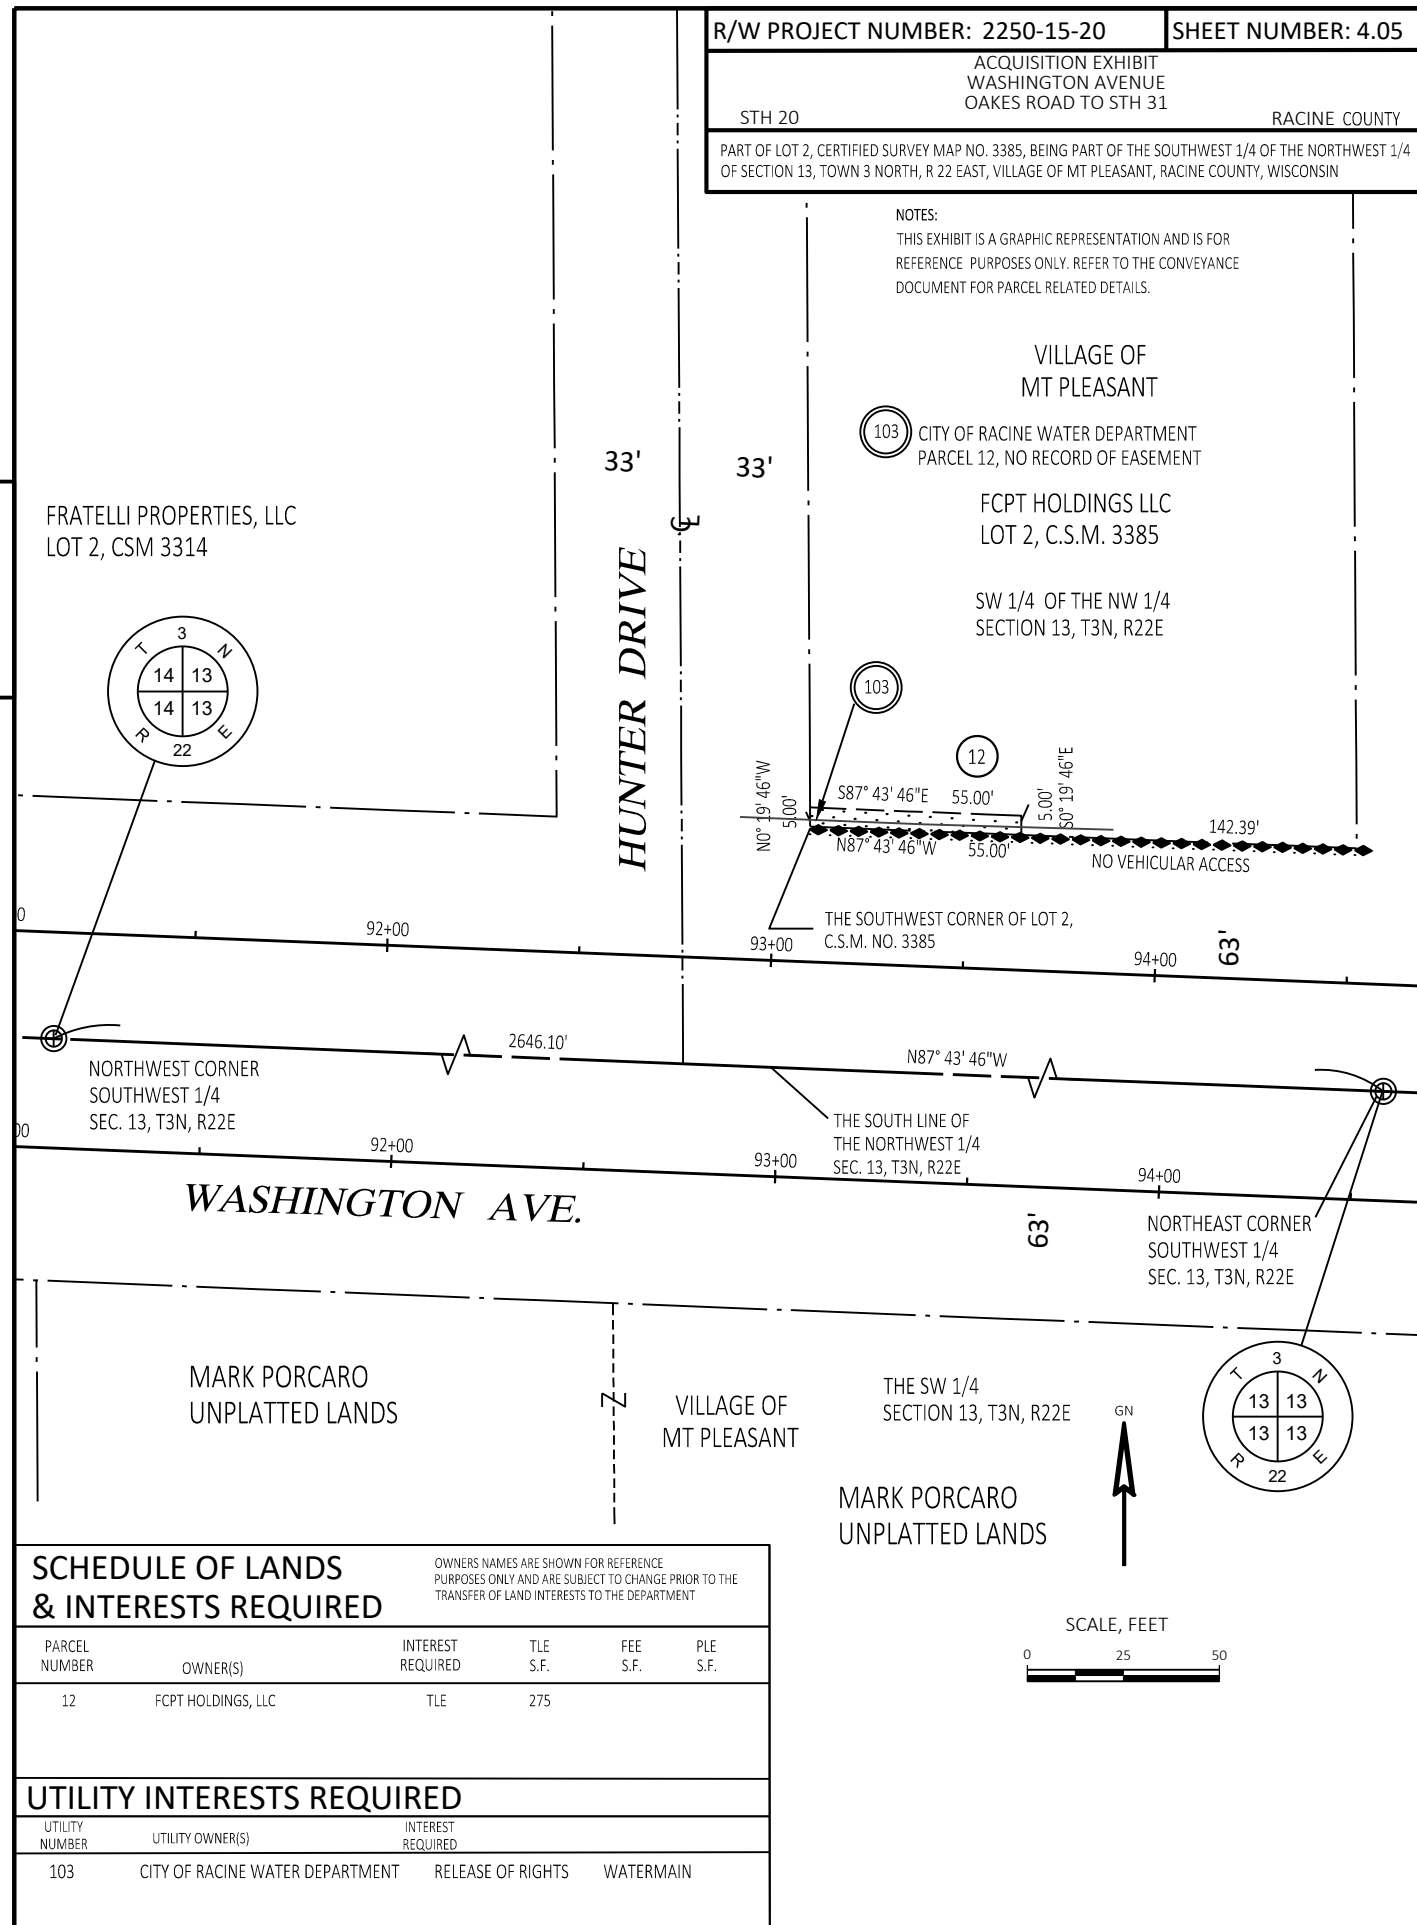 R/W PROJECT NUMBER: 2250-15-20
SHEET NUMBER: 4.05
ACQUISITION EXHIBIT
WASHINGTON AVENUE
OAKES ROAD TO STH 31
STH 20
RACINE COUNTY
PART OF LOT 2, CERTIFIED SURVEY MAP NO. 3385, BEING PART OF THE SOUTHWEST 1/4 OF THE NORTHWEST 1/4
OF SECTION 13, TOWN 3 NORTH, R 22 EAST, VILLAGE OF MT PLEASANT, RACINE COUNTY, WISCONSIN
NOTES:
THIS EXHIBIT IS A GRAPHIC REPRESENTATION AND IS FOR
REFERENCE PURPOSES ONLY. REFER TO THE CONVEYANCE
DOCUMENT FOR PARCEL RELATED DETAILS.
VILLAGE OF
MT PLEASANT
103
CITY OF RACINE WATER DEPARTMENT
PARCEL 12, NO RECORD OF EASEMENT
33'
33'
FCPT HOLDINGS LLC
LOT 2, C.S.M. 3385
FRATELLI PROPERTIES, LLC
LOT 2, CSM 3314
CL
SW 1/4 OF THE NW 1/4
SECTION 13, T3N, R22E
HUNTER DRIVE
3
T N
14 13
14 13
R E
22
103
12
N0° 19' 46"W
5.00'
S87° 43' 46"E 55.00'
5.00'
S0° 19' 46"E
N87° 43' 46"W 55.00'
142.39'
NO VEHICULAR ACCESS
THE SOUTHWEST CORNER OF LOT 2,
C.S.M. NO. 3385
0
92+00
93+00
94+00
63'
2646.10'
N87° 43' 46"W
NORTHWEST CORNER
SOUTHWEST 1/4
SEC. 13, T3N, R22E
THE SOUTH LINE OF
THE NORTHWEST 1/4
SEC. 13, T3N, R22E
00
92+00
93+00
94+00
WASHINGTON AVE.
63'
NORTHEAST CORNER
SOUTHWEST 1/4
SEC. 13, T3N, R22E
3
T N
13 13
13 13
R E
22
MARK PORCARO
UNPLATTED LANDS
Z
VILLAGE OF
MT PLEASANT
THE SW 1/4
SECTION 13, T3N, R22E
GN
MARK PORCARO
UNPLATTED LANDS
SCALE, FEET
0 25 50
SCHEDULE OF LANDS
& INTERESTS REQUIRED
OWNERS NAMES ARE SHOWN FOR REFERENCE
PURPOSES ONLY AND ARE SUBJECT TO CHANGE PRIOR TO THE
TRANSFER OF LAND INTERESTS TO THE DEPARTMENT
PARCEL NUMBER OWNER(S) INTEREST REQUIRED TLE S.F. FEE S.F. PLE S.F.
12 FCPT HOLDINGS, LLC TLE 275
UTILITY INTERESTS REQUIRED
UTILITY NUMBER UTILITY OWNER(S) INTEREST REQUIRED
103 CITY OF RACINE WATER DEPARTMENT RELEASE OF RIGHTS WATERMAIN